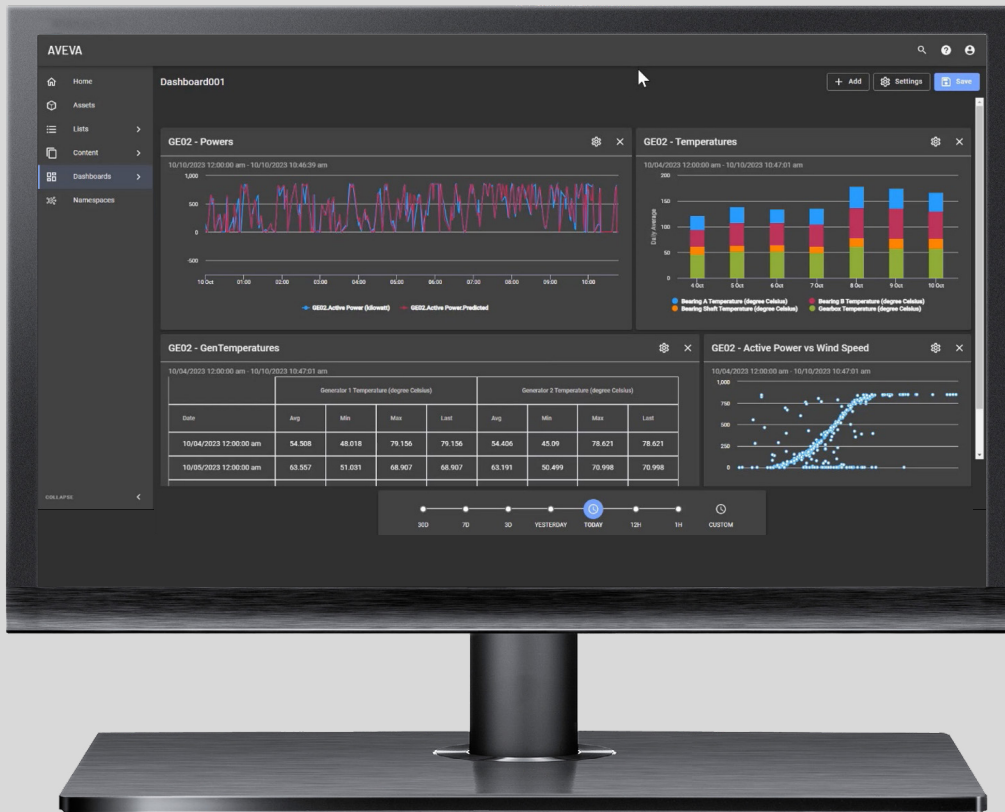 AVEVA
Home
Assets
Lists
Content
Dashboards
Namespaces
COLLAPSE
Dashboard001
+ Add
Settings
Save
GE02 - Powers
10/10/2023 12:00:00 am - 10/10/2023 10:46:39 am
1,000
500
0
-500
10 Oct 01:00 02:00 03:00 04:00 05:00 06:00 07:00 08:00 09:00 10:00
GE02.Active Power (kilowatt) GE02.Active Power.Predicted
GE02 - Temperatures
10/04/2023 12:00:00 am - 10/10/2023 10:47:01 am
Daily Average
200
150
100
50
0
4 Oct 5 Oct 6 Oct 7 Oct 8 Oct 9 Oct 10 Oct
Bearing A Temperature (degree Celsius) Bearing B Temperature (degree Celsius)
Bearing Shaft Temperature (degree Celsius) Gearbox Temperature (degree Celsius)
GE02 - GenTemperatures
10/04/2023 12:00:00 am - 10/10/2023 10:47:01 am
Generator 1 Temperature (degree Celsius) Generator 2 Temperature (degree Celsius)
Date Avg Min Max Last Avg Min Max Last
10/04/2023 12:00:00 am 54.508 48.018 79.156 79.156 54.406 45.09 78.621 78.621
10/05/2023 12:00:00 am 63.557 51.031 68.907 68.907 63.191 50.499 70.998 70.998
GE02 - Active Power vs Wind Speed
10/04/2023 12:00:00 am - 10/10/2023 10:47:01 am
1,000
750
500
250
0
30D 7D 3D YESTERDAY TODAY 12H 1H CUSTOM